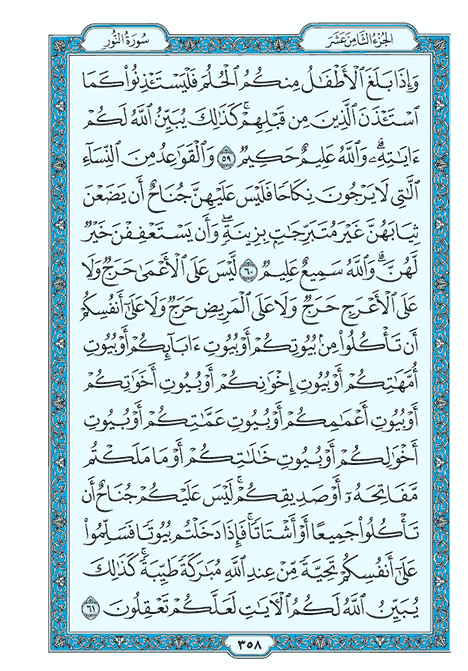 الجزء الثامن عشر
سورة النور
وَإِذَا بَلَغَ ٱلْأَطْفَٰلُ مِنكُمُ ٱلْحُلُمَ فَلْيَسْتَـْٔذِنُوا۟ كَمَا
ٱسْتَـْٔذَنَ ٱلَّذِينَ مِن قَبْلِهِمْ ۚ كَذَٰلِكَ يُبَيِّنُ ٱللَّهُ لَكُمْ
ءَايَٰتِهِۦ ۗ وَٱللَّهُ عَلِيمٌ حَكِيمٌ ٥٩ وَٱلْقَوَٰعِدُ مِنَ ٱلنِّسَآءِ
ٱلَّٰتِى لَا يَرْجُونَ نِكَاحًا فَلَيْسَ عَلَيْهِنَّ جُنَاحٌ أَن يَضَعْنَ
ثِيَابَهُنَّ غَيْرَ مُتَبَرِّجَٰتٍۭ بِزِينَةٍ ۖ وَأَن يَسْتَعْفِفْنَ خَيْرٌ
لَّهُنَّ ۗ وَٱللَّهُ سَمِيعٌ عَلِيمٌ ٦٠ لَّيْسَ عَلَى ٱلْأَعْمَىٰ حَرَجٌ وَلَا
عَلَى ٱلْأَعْرَجِ حَرَجٌ وَلَا عَلَى ٱلْمَرِيضِ حَرَجٌ وَلَا عَلَىٰٓ أَنفُسِكُمْ
أَن تَأْكُلُوا۟ مِنۢ بُيُوتِكُمْ أَوْ بُيُوتِ ءَابَآئِكُمْ أَوْ بُيُوتِ
أُمَّهَٰتِكُمْ أَوْ بُيُوتِ إِخْوَٰنِكُمْ أَوْ بُيُوتِ أَخَوَٰتِكُمْ
أَوْ بُيُوتِ أَعْمَٰمِكُمْ أَوْ بُيُوتِ عَمَّٰتِكُمْ أَوْ بُيُوتِ
أَخْوَٰلِكُمْ أَوْ بُيُوتِ خَٰلَٰتِكُمْ أَوْ مَا مَلَكْتُم
مَّفَاتِحَهُۥٓ أَوْ صَدِيقِكُمْ ۚ لَيْسَ عَلَيْكُمْ جُنَاحٌ أَن
تَأْكُلُوا۟ جَمِيعًا أَوْ أَشْتَاتًا ۚ فَإِذَا دَخَلْتُم بُيُوتًا فَسَلِّمُوا۟
عَلَىٰٓ أَنفُسِكُمْ تَحِيَّةً مِّنْ عِندِ ٱللَّهِ مُبَٰرَكَةً طَيِّبَةً ۚ كَذَٰلِكَ
يُبَيِّنُ ٱللَّهُ لَكُمُ ٱلْـَٔايَٰتِ لَعَلَّكُمْ تَعْقِلُونَ ٦١
٣٥٨